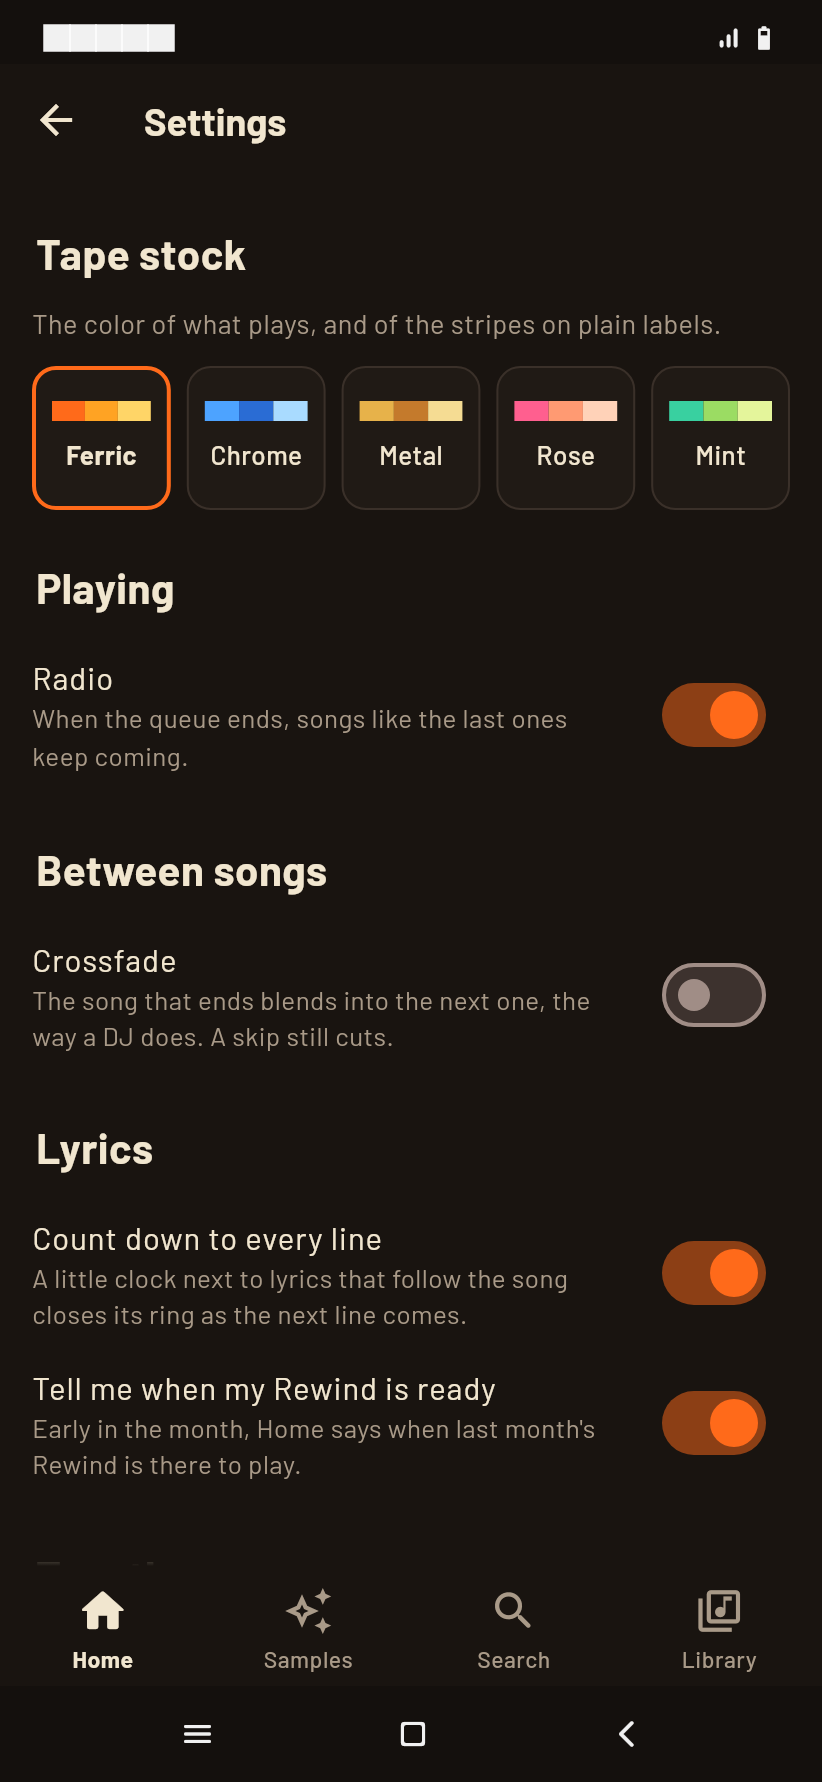 Settings
Tape stock
The color of what plays, and of the stripes on plain labels.
Ferric
Chrome
Metal
Rose
Mint
Playing
Radio
When the queue ends, songs like the last ones
keep coming.
Between songs
Crossfade
The song that ends blends into the next one, the
way a DJ does. A skip still cuts.
Lyrics
Count down to every line
A little clock next to lyrics that follow the song
closes its ring as the next line comes.
Tell me when my Rewind is ready
Early in the month, Home says when last month's
Rewind is there to play.
Home
Samples
Search
Library